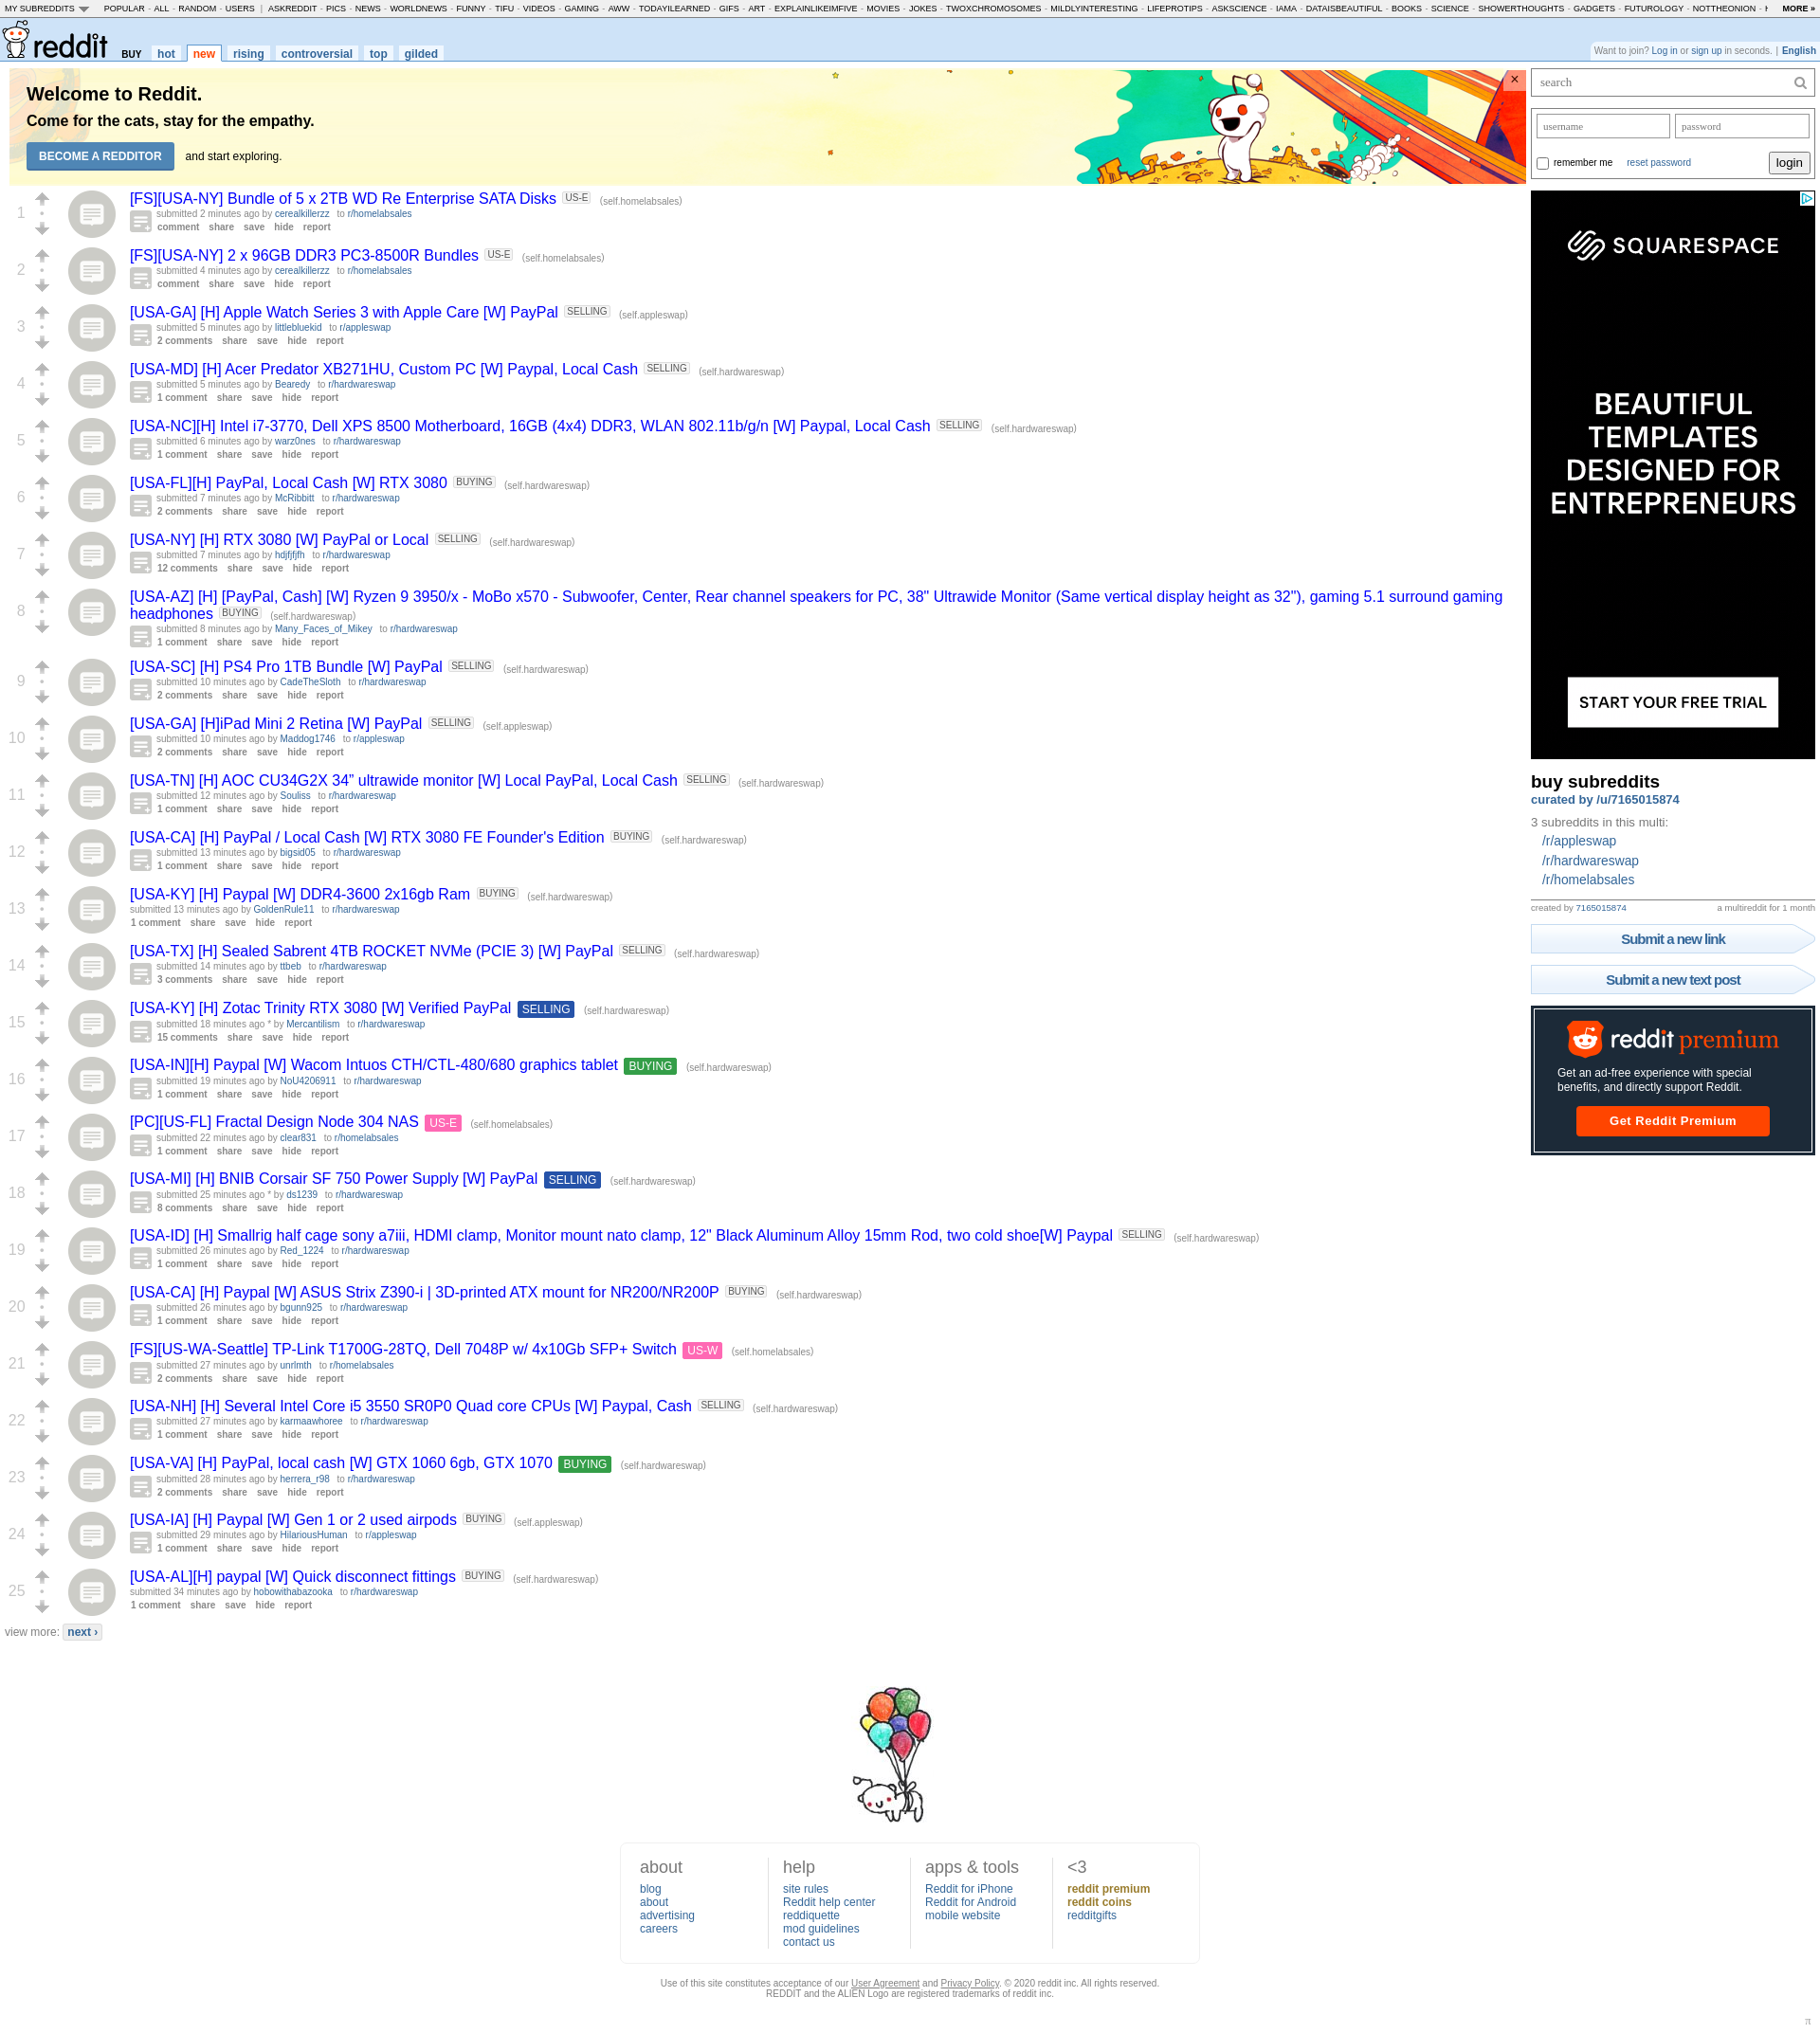 MY SUBREDDITS POPULAR - ALL - RANDOM - USERS | ASKREDDIT - PICS - NEWS - WORLDNEWS - FUNNY - TIFU - VIDEOS - GAMING - AWW - TODAYILEARNED - GIFS - ART - EXPLAINLIKEIMFIVE - MOVIES - JOKES - TWOXCHROMOSOMES - MILDLYINTERESTING - LIFEPROTIPS - ASKSCIENCE - IAMA - DATAISBEAUTIFUL - BOOKS - SCIENCE - SHOWERTHOUGHTS - GADGETS - FUTUROLOGY - NOTTHEONION - MORE »
reddit BUY hot new rising controversial top gilded
Want to join? Log in or sign up in seconds. | English
Welcome to Reddit.
Come for the cats, stay for the empathy.
BECOME A REDDITOR and start exploring.
×
1
[FS][USA-NY] Bundle of 5 x 2TB WD Re Enterprise SATA Disks US-E (self.homelabsales)
submitted 2 minutes ago by cerealkillerzz to r/homelabsales
comment share save hide report
2
[FS][USA-NY] 2 x 96GB DDR3 PC3-8500R Bundles US-E (self.homelabsales)
submitted 4 minutes ago by cerealkillerzz to r/homelabsales
comment share save hide report
3
[USA-GA] [H] Apple Watch Series 3 with Apple Care [W] PayPal SELLING (self.appleswap)
submitted 5 minutes ago by littlebluekid to r/appleswap
2 comments share save hide report
4
[USA-MD] [H] Acer Predator XB271HU, Custom PC [W] Paypal, Local Cash SELLING (self.hardwareswap)
submitted 5 minutes ago by Bearedy to r/hardwareswap
1 comment share save hide report
5
[USA-NC][H] Intel i7-3770, Dell XPS 8500 Motherboard, 16GB (4x4) DDR3, WLAN 802.11b/g/n [W] Paypal, Local Cash SELLING (self.hardwareswap)
submitted 6 minutes ago by warz0nes to r/hardwareswap
1 comment share save hide report
6
[USA-FL][H] PayPal, Local Cash [W] RTX 3080 BUYING (self.hardwareswap)
submitted 7 minutes ago by McRibbitt to r/hardwareswap
2 comments share save hide report
7
[USA-NY] [H] RTX 3080 [W] PayPal or Local SELLING (self.hardwareswap)
submitted 7 minutes ago by hdjfjfjfh to r/hardwareswap
12 comments share save hide report
8
[USA-AZ] [H] [PayPal, Cash] [W] Ryzen 9 3950/x - MoBo x570 - Subwoofer, Center, Rear channel speakers for PC, 38" Ultrawide Monitor (Same vertical display height as 32"), gaming 5.1 surround gaming
headphones BUYING (self.hardwareswap)
submitted 8 minutes ago by Many_Faces_of_Mikey to r/hardwareswap
1 comment share save hide report
9
[USA-SC] [H] PS4 Pro 1TB Bundle [W] PayPal SELLING (self.hardwareswap)
submitted 10 minutes ago by CadeTheSloth to r/hardwareswap
2 comments share save hide report
10
[USA-GA] [H]iPad Mini 2 Retina [W] PayPal SELLING (self.appleswap)
submitted 10 minutes ago by Maddog1746 to r/appleswap
2 comments share save hide report
11
[USA-TN] [H] AOC CU34G2X 34” ultrawide monitor [W] Local PayPal, Local Cash SELLING (self.hardwareswap)
submitted 12 minutes ago by Souliss to r/hardwareswap
1 comment share save hide report
12
[USA-CA] [H] PayPal / Local Cash [W] RTX 3080 FE Founder's Edition BUYING (self.hardwareswap)
submitted 13 minutes ago by bigsid05 to r/hardwareswap
1 comment share save hide report
13
[USA-KY] [H] Paypal [W] DDR4-3600 2x16gb Ram BUYING (self.hardwareswap)
submitted 13 minutes ago by GoldenRule11 to r/hardwareswap
1 comment share save hide report
14
[USA-TX] [H] Sealed Sabrent 4TB ROCKET NVMe (PCIE 3) [W] PayPal SELLING (self.hardwareswap)
submitted 14 minutes ago by ttbeb to r/hardwareswap
3 comments share save hide report
15
[USA-KY] [H] Zotac Trinity RTX 3080 [W] Verified PayPal SELLING (self.hardwareswap)
submitted 18 minutes ago * by Mercantilism to r/hardwareswap
15 comments share save hide report
16
[USA-IN][H] Paypal [W] Wacom Intuos CTH/CTL-480/680 graphics tablet BUYING (self.hardwareswap)
submitted 19 minutes ago by NoU4206911 to r/hardwareswap
1 comment share save hide report
17
[PC][US-FL] Fractal Design Node 304 NAS US-E (self.homelabsales)
submitted 22 minutes ago by clear831 to r/homelabsales
1 comment share save hide report
18
[USA-MI] [H] BNIB Corsair SF 750 Power Supply [W] PayPal SELLING (self.hardwareswap)
submitted 25 minutes ago * by ds1239 to r/hardwareswap
8 comments share save hide report
19
[USA-ID] [H] Smallrig half cage sony a7iii, HDMI clamp, Monitor mount nato clamp, 12" Black Aluminum Alloy 15mm Rod, two cold shoe[W] Paypal SELLING (self.hardwareswap)
submitted 26 minutes ago by Red_1224 to r/hardwareswap
1 comment share save hide report
20
[USA-CA] [H] Paypal [W] ASUS Strix Z390-i | 3D-printed ATX mount for NR200/NR200P BUYING (self.hardwareswap)
submitted 26 minutes ago by bgunn925 to r/hardwareswap
1 comment share save hide report
21
[FS][US-WA-Seattle] TP-Link T1700G-28TQ, Dell 7048P w/ 4x10Gb SFP+ Switch US-W (self.homelabsales)
submitted 27 minutes ago by unrlmth to r/homelabsales
2 comments share save hide report
22
[USA-NH] [H] Several Intel Core i5 3550 SR0P0 Quad core CPUs [W] Paypal, Cash SELLING (self.hardwareswap)
submitted 27 minutes ago by karmaawhoree to r/hardwareswap
1 comment share save hide report
23
[USA-VA] [H] PayPal, local cash [W] GTX 1060 6gb, GTX 1070 BUYING (self.hardwareswap)
submitted 28 minutes ago by herrera_r98 to r/hardwareswap
2 comments share save hide report
24
[USA-IA] [H] Paypal [W] Gen 1 or 2 used airpods BUYING (self.appleswap)
submitted 29 minutes ago by HilariousHuman to r/appleswap
1 comment share save hide report
25
[USA-AL][H] paypal [W] Quick disconnect fittings BUYING (self.hardwareswap)
submitted 34 minutes ago by hobowithabazooka to r/hardwareswap
1 comment share save hide report
view more: next ›
search
username password
remember me reset password login
SQUARESPACE
BEAUTIFUL
TEMPLATES
DESIGNED FOR
ENTREPRENEURS
START YOUR FREE TRIAL
buy subreddits
curated by /u/7165015874
3 subreddits in this multi:
/r/appleswap
/r/hardwareswap
/r/homelabsales
created by 7165015874 a multireddit for 1 month
Submit a new link
Submit a new text post
reddit premium
Get an ad-free experience with special
benefits, and directly support Reddit.
Get Reddit Premium
about
blog
about
advertising
careers
help
site rules
Reddit help center
reddiquette
mod guidelines
contact us
apps & tools
Reddit for iPhone
Reddit for Android
mobile website
<3
reddit premium
reddit coins
redditgifts
Use of this site constitutes acceptance of our User Agreement and Privacy Policy. © 2020 reddit inc. All rights reserved.
REDDIT and the ALIEN Logo are registered trademarks of reddit inc.
π